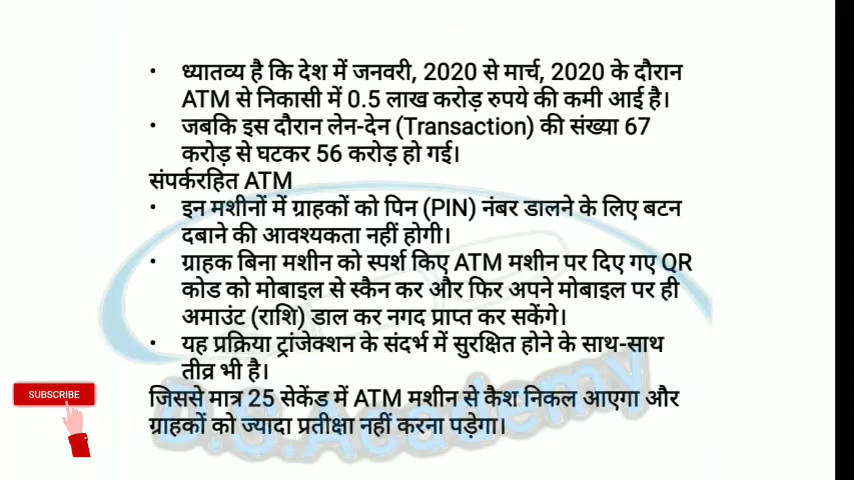 • ध्यातव्य है कि देश में जनवरी, 2020 से मार्च, 2020 के दौरान
ATM से निकासी में 0.5 लाख करोड़ रुपये की कमी आई है।
• जबकि इस दौरान लेन-देन (Transaction) की संख्या 67
करोड़ से घटकर 56 करोड़ हो गई।
संपर्करहित ATM
• इन मशीनों में ग्राहकों को पिन (PIN) नंबर डालने के लिए बटन
दबाने की आवश्यकता नहीं होगी।
• ग्राहक बिना मशीन को स्पर्श किए ATM मशीन पर दिए गए QR
कोड को मोबाइल से स्कैन कर और फिर अपने मोबाइल पर ही
अमाउंट (राशि) डाल कर नगद प्राप्त कर सकेंगे।
• यह प्रक्रिया ट्रांजेक्शन के संदर्भ में सुरक्षित होने के साथ-साथ
तीव्र भी है।
जिससे मात्र 25 सेकेंड में ATM मशीन से कैश निकल आएगा और
ग्राहकों को ज्यादा प्रतीक्षा नहीं करना पड़ेगा।
SUBSCRIBE
D.S.Academy